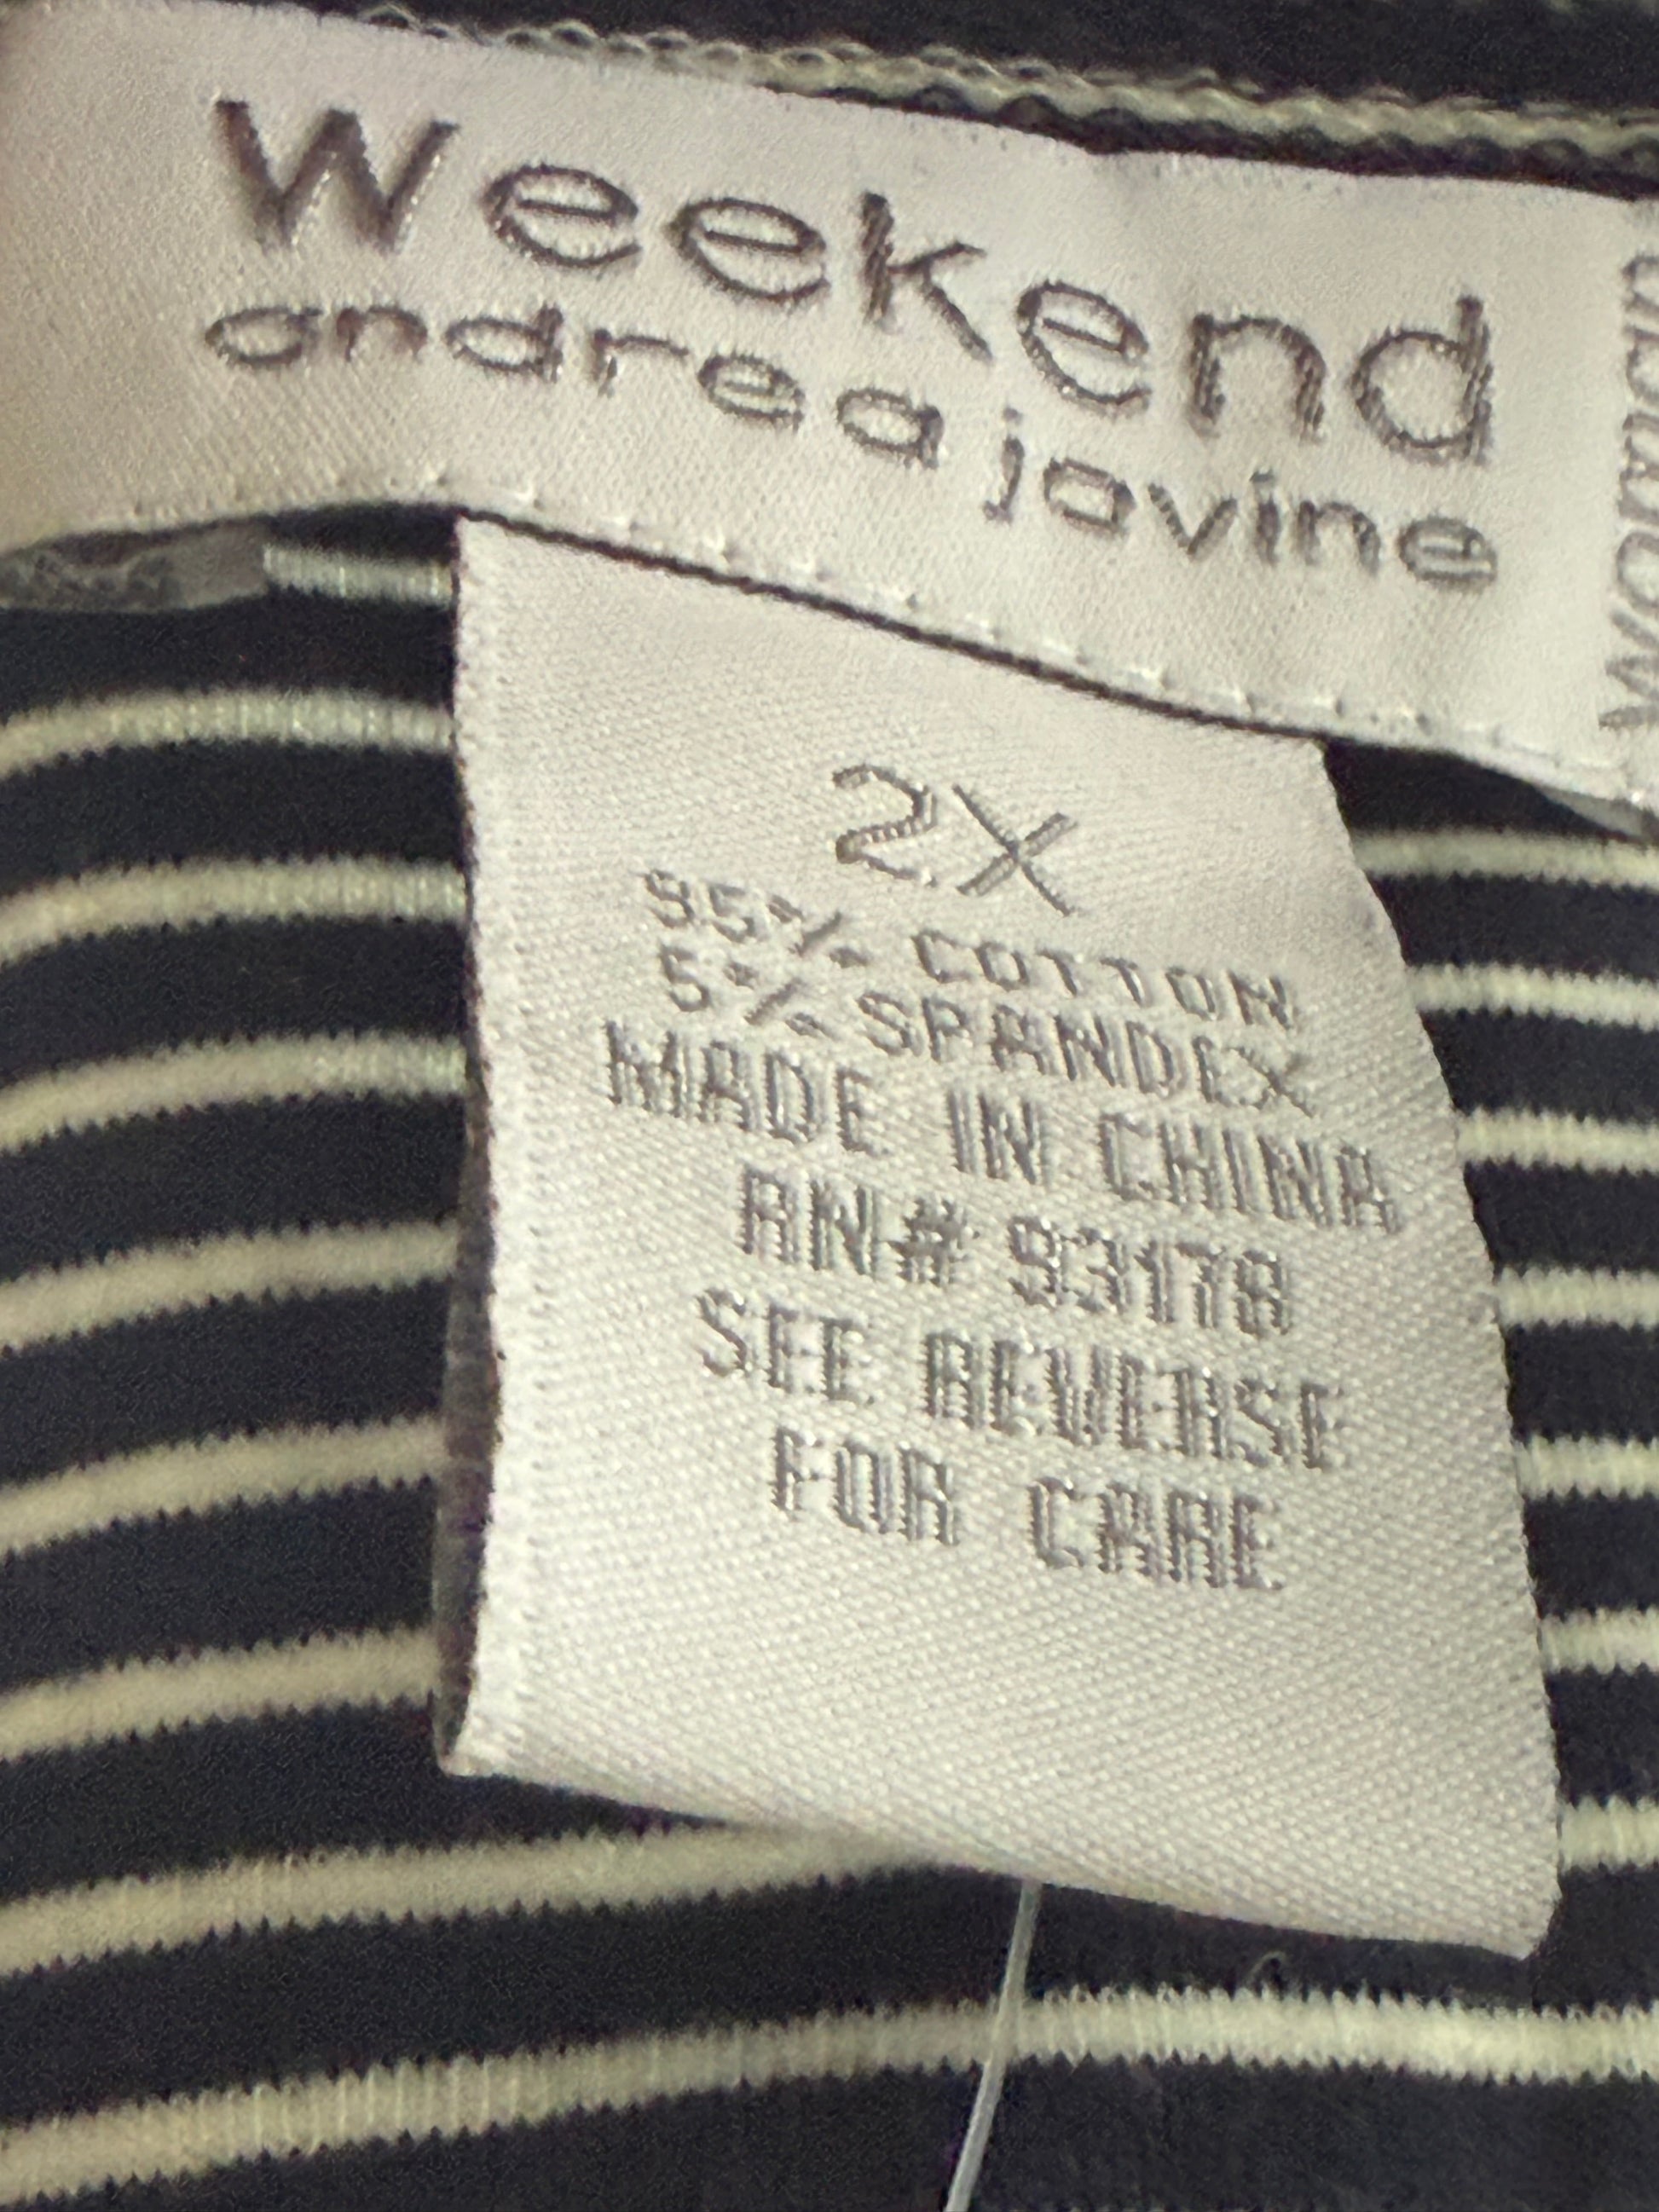 Weekend
andrea jovine
2X
95% COTTON
5% SPANDEX
MADE IN CHINA
RN# 93178
SEE REVERSE
FOR CARE